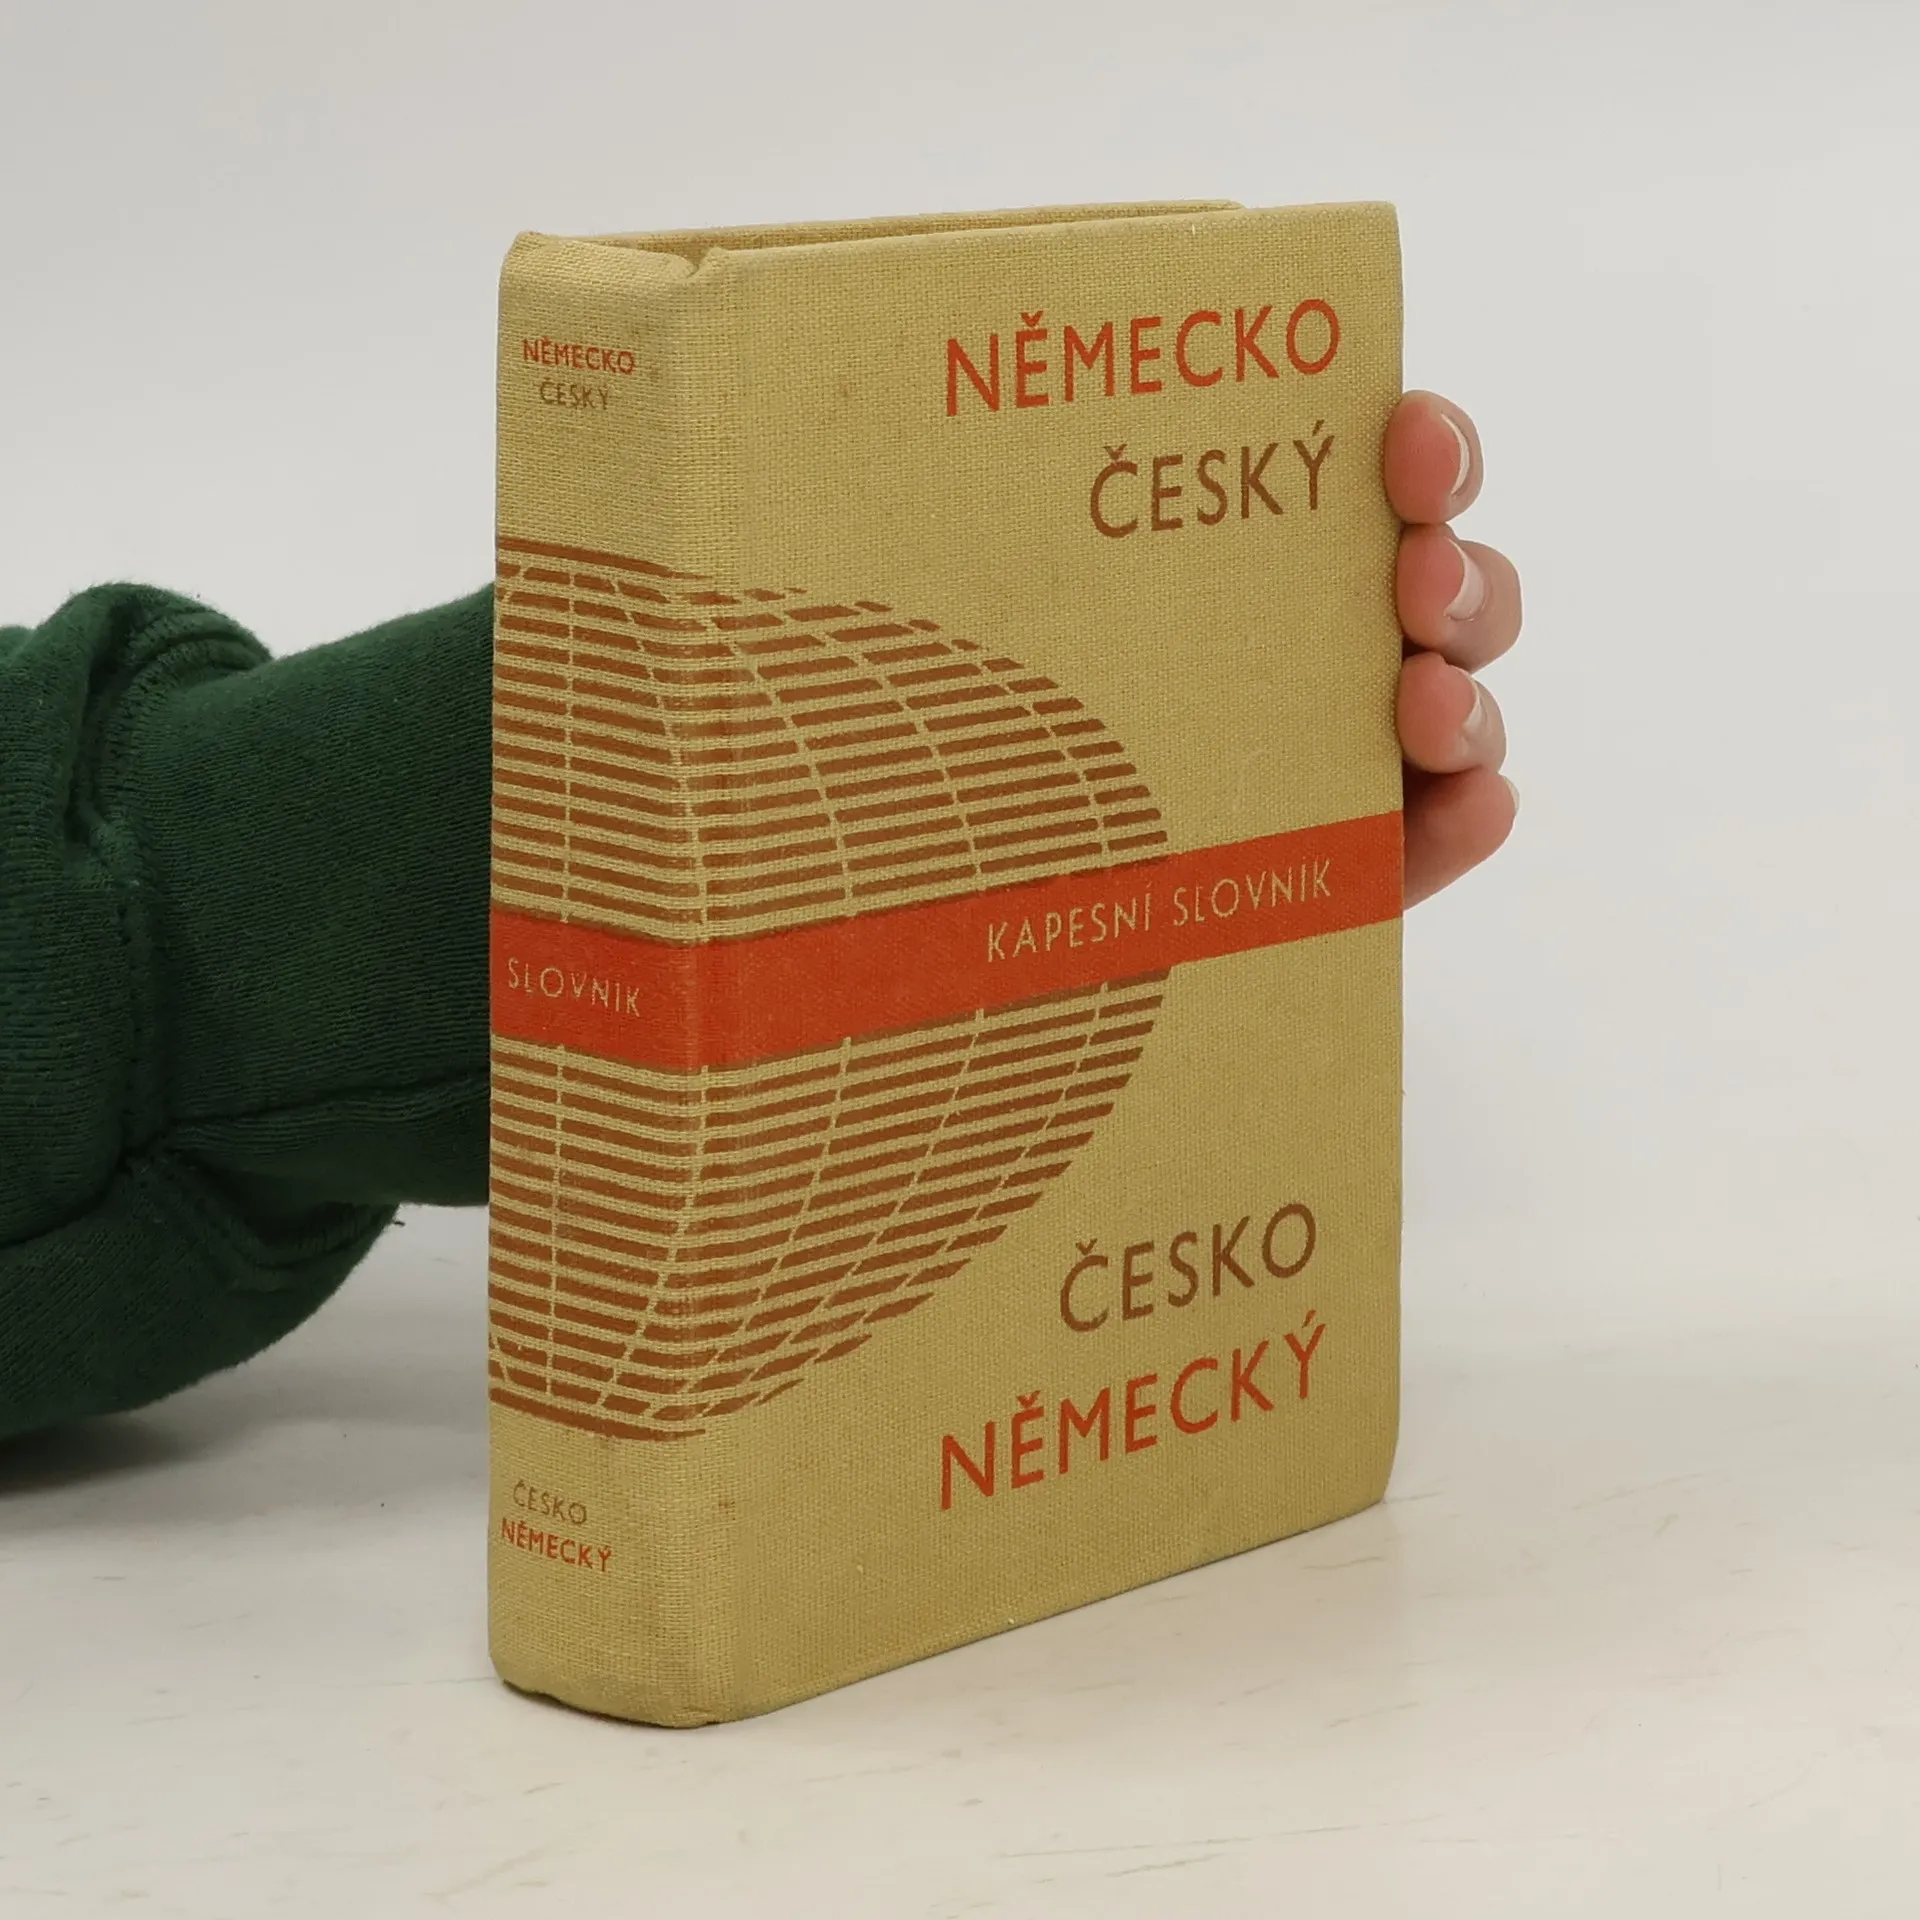 NĚMECKO
ČESKÝ
SLOVNÍK
ČESKO
NĚMECKÝ
NĚMECKO
ČESKÝ
KAPESNÍ SLOVNÍK
ČESKO
NĚMECKÝ